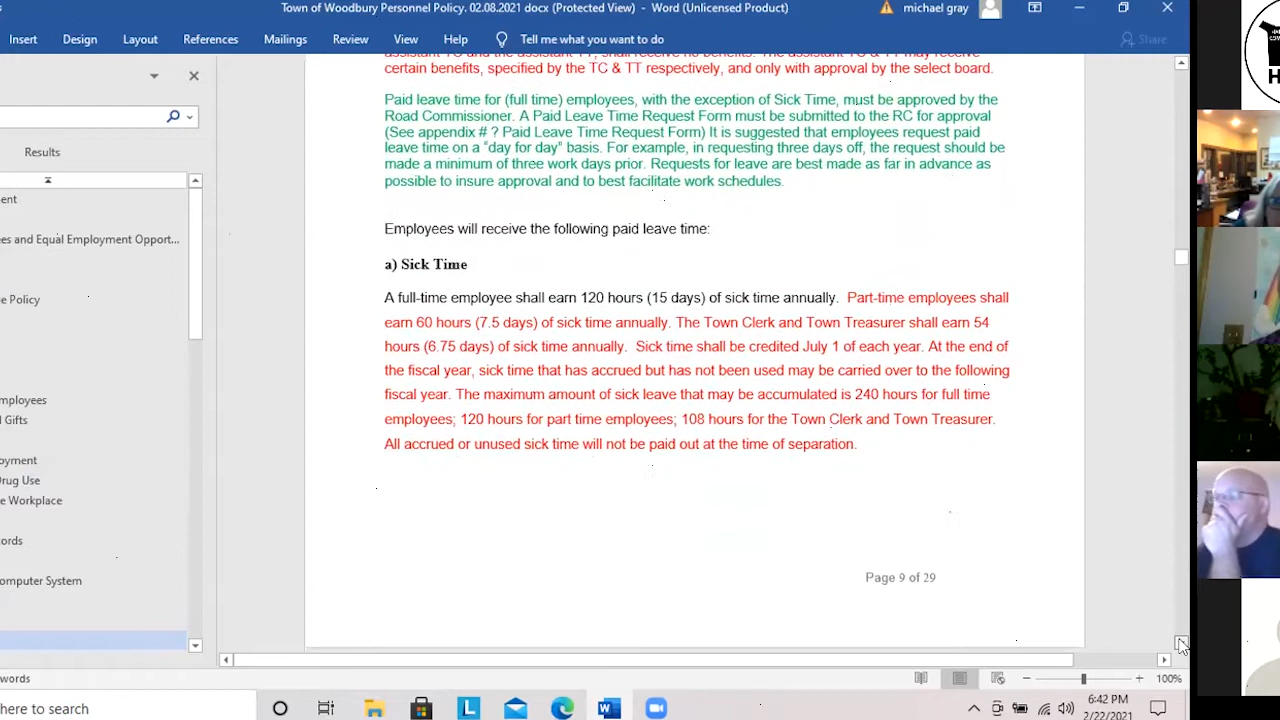 Town of Woodbury Personnel Policy. 02.08.2021 docx (Protected View) - Word (Unlicensed Product)
michael gray
Insert Design Layout References Mailings Review View Help Tell me what you want to do
Share
Results
ees and Equal Employment Opport...
e Policy
mployees
Gifts
oyment
rug Use
e Workplace
ords
omputer System
certain benefits, specified by the TC & TT respectively, and only with approval by the select board.
Paid leave time for (full time) employees, with the exception of Sick Time, must be approved by the
Road Commissioner. A Paid Leave Time Request Form must be submitted to the RC for approval
(See appendix # ? Paid Leave Time Request Form) It is suggested that employees request paid
leave time on a "day for day" basis. For example, in requesting three days off, the request should be
made a minimum of three work days prior. Requests for leave are best made as far in advance as
possible to insure approval and to best facilitate work schedules.
Employees will receive the following paid leave time:
a) Sick Time
A full-time employee shall earn 120 hours (15 days) of sick time annually. Part-time employees shall
earn 60 hours (7.5 days) of sick time annually. The Town Clerk and Town Treasurer shall earn 54
hours (6.75 days) of sick time annually. Sick time shall be credited July 1 of each year. At the end of
the fiscal year, sick time that has accrued but has not been used may be carried over to the following
fiscal year. The maximum amount of sick leave that may be accumulated is 240 hours for full time
employees; 120 hours for part time employees; 108 hours for the Town Clerk and Town Treasurer.
All accrued or unused sick time will not be paid out at the time of separation.
Page 9 of 29
words
100%
here to search
6:42 PM
2/22/2021